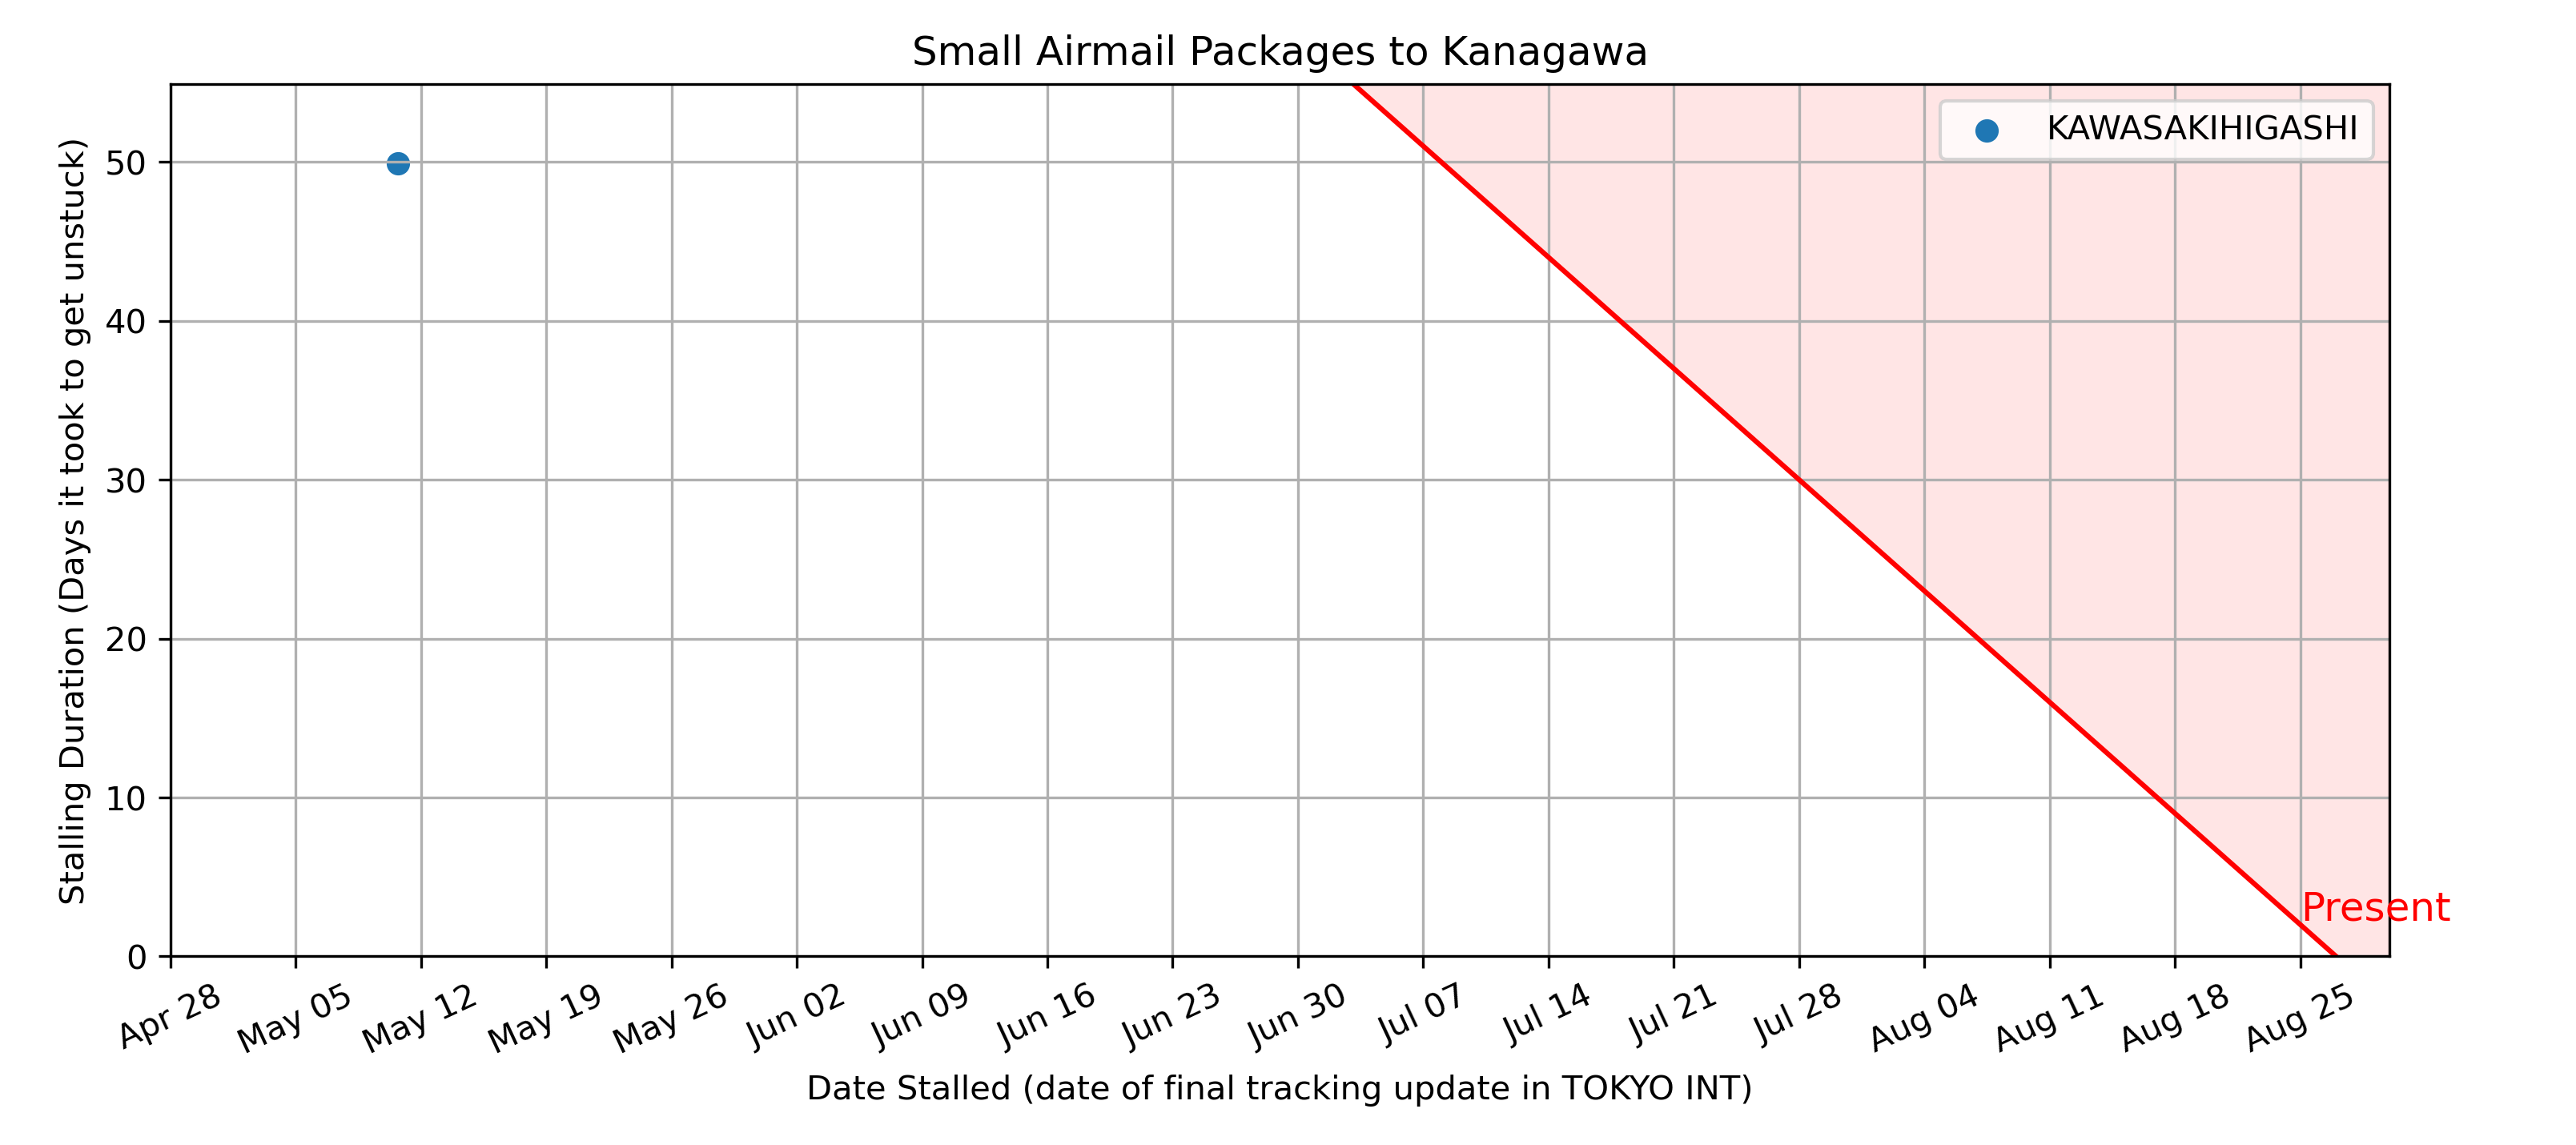 Small Airmail Packages to Kanagawa
KAWASAKIHIGASHI
Stalling Duration (Days it took to get unstuck)
50
40
30
20
10
0
Present
Apr 28 May 05 May 12 May 19 May 26 Jun 02 Jun 09 Jun 16 Jun 23 Jun 30 Jul 07 Jul 14 Jul 21 Jul 28 Aug 04 Aug 11 Aug 18 Aug 25
Date Stalled (date of final tracking update in TOKYO INT)